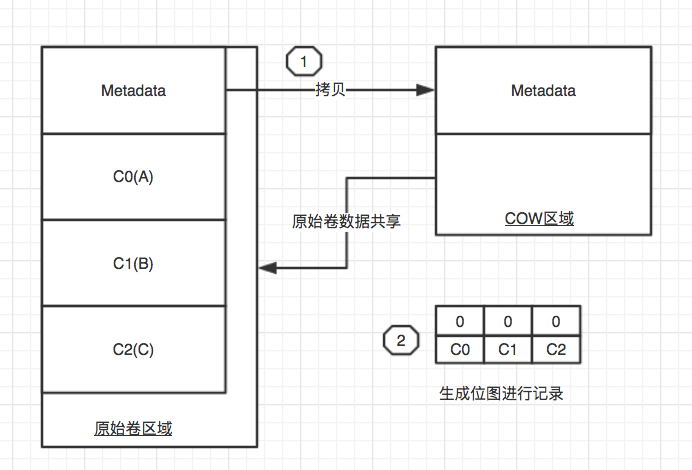 1
Metadata
拷贝
Metadata
C0(A)
原始卷数据共享
COW区域
C1(B)
0 0 0
2
C0 C1 C2
C2(C)
生成位图进行记录
原始卷区域